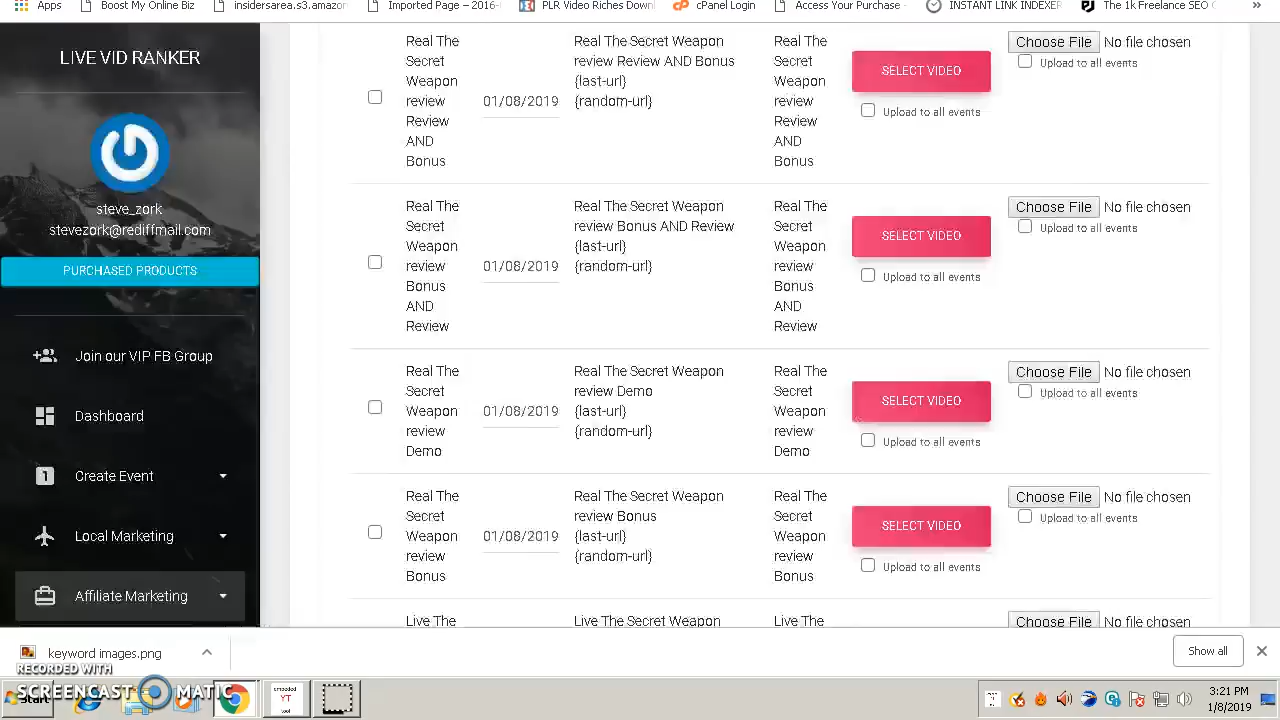 Apps
Boost My Online Biz
insidersarea.s3.amazon
Imported Page – 2016-
PLR Video Riches Down
cPanel Login
Access Your Purchase
INSTANT LINK INDEXER
The 1k Freelance SEO
»
LIVE VID RANKER
steve_zork
stevezork@rediffmail.com
PURCHASED PRODUCTS
Join our VIP FB Group
Dashboard
1 Create Event
Local Marketing
Affiliate Marketing
Real The
Secret
Weapon
review
Review
AND
Bonus
01/08/2019
Real The Secret Weapon
review Review AND Bonus
{last-url}
{random-url}
Real The
Secret
Weapon
review
Review
AND
Bonus
SELECT VIDEO
Upload to all events
Choose File No file chosen
Upload to all events
Real The
Secret
Weapon
review
Bonus
AND
Review
01/08/2019
Real The Secret Weapon
review Bonus AND Review
{last-url}
{random-url}
Real The
Secret
Weapon
review
Bonus
AND
Review
SELECT VIDEO
Upload to all events
Choose File No file chosen
Upload to all events
Real The
Secret
Weapon
review
Demo
01/08/2019
Real The Secret Weapon
review Demo
{last-url}
{random-url}
Real The
Secret
Weapon
review
Demo
SELECT VIDEO
Upload to all events
Choose File No file chosen
Upload to all events
Real The
Secret
Weapon
review
Bonus
01/08/2019
Real The Secret Weapon
review Bonus
{last-url}
{random-url}
Real The
Secret
Weapon
review
Bonus
SELECT VIDEO
Upload to all events
Choose File No file chosen
Upload to all events
Live The
Live The Secret Weapon
Live The
Choose File No file chosen
keyword images.png
Show all
RECORDED WITH
SCREENCAST MATIC
Start
embeded
YT
tool
3:21 PM
1/8/2019